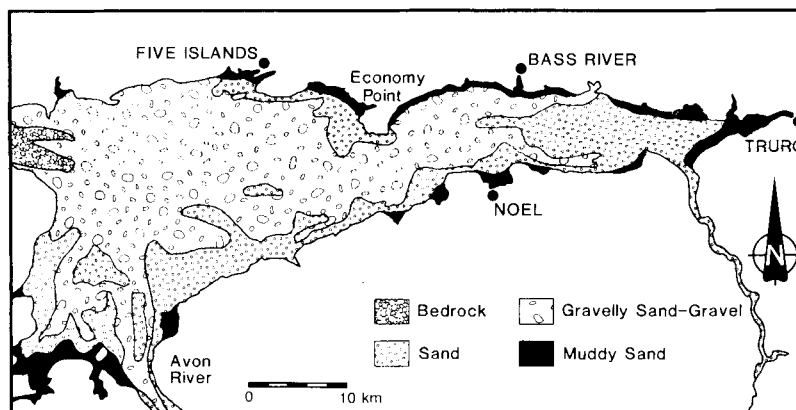 FIVE ISLANDS
BASS RIVER
Economy
Point
TRURO
NOEL
N
Bedrock
Gravelly Sand-Gravel
Sand
Muddy Sand
Avon
River
0
10 km